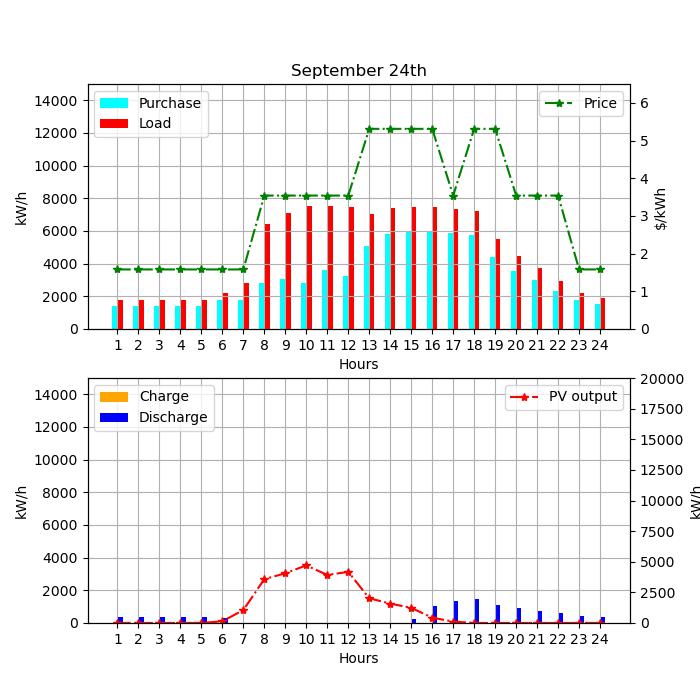 September 24th
14000
12000
10000
8000
6000
4000
2000
0
kW/h
Purchase
Load
Price
6
5
4
3
2
1
0
$/kWh
1 2 3 4 5 6 7 8 9 10 11 12 13 14 15 16 17 18 19 20 21 22 23 24
Hours
14000
12000
10000
8000
6000
4000
2000
0
kW/h
Charge
Discharge
PV output
20000
17500
15000
12500
10000
7500
5000
2500
0
kW/h
1 2 3 4 5 6 7 8 9 10 11 12 13 14 15 16 17 18 19 20 21 22 23 24
Hours